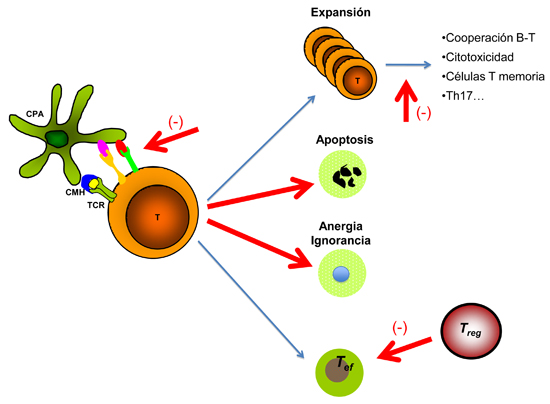 Expansión
•Cooperación B-T
•Citotoxicidad
•Células T memoria
•Th17…
T
(-)
CPA
(-)
Apoptosis
CMH
TCR
T
Anergia
Ignorancia
(-)
Treg
Tef